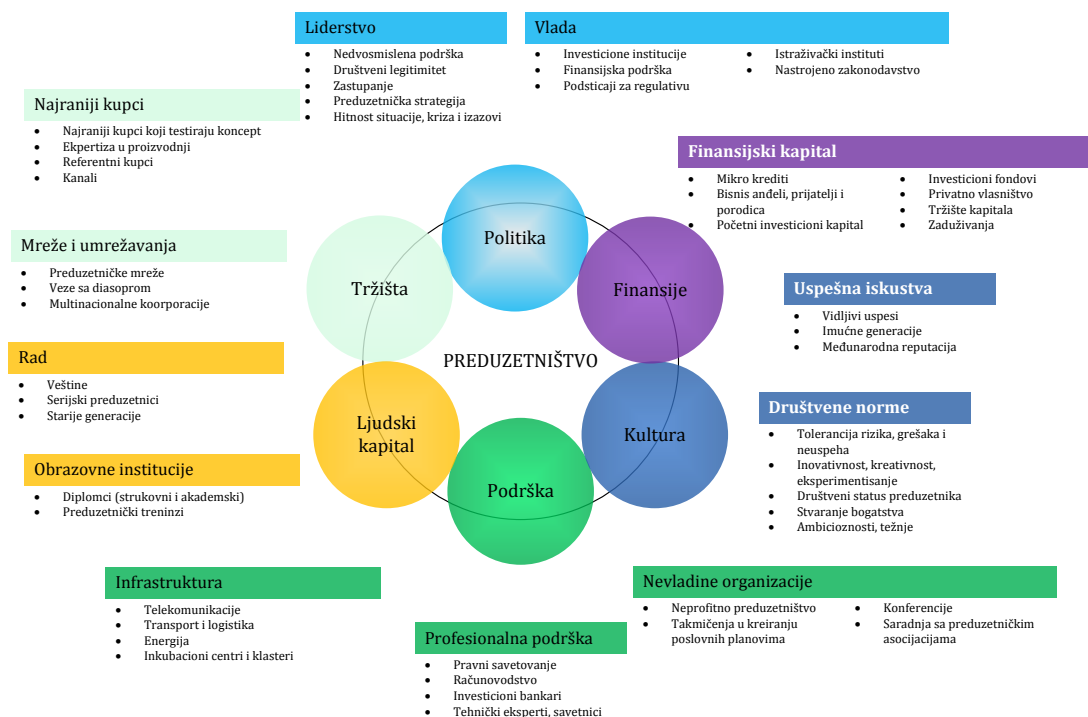 Liderstvo
Nedvosmislena podrška
Društveni legitimitet
Zastupanje
Preduzetnička strategija
Hitnost situacije, kriza i izazovi
Vlada
Investicione institucije
Finansijska podrška
Podsticaji za regulativu
Istraživački instituti
Nastrojeno zakonodavstvo
Najraniji kupci
Najraniji kupci koji testiraju koncept
Ekpertiza u proizvodnji
Referentni kupci
Kanali
Finansijski kapital
Mikro krediti
Bisnis anđeli, prijatelji i
porodica
Početni investicioni kapital
Investicioni fondovi
Privatno vlasništvo
Tržište kapitala
Zaduživanja
Mreže i umrežavanja
Preduzetničke mreže
Veze sa diasoprom
Multinacionalne koorporacije
Politika
Tržišta
Finansije
PREDUZETNIŠTVO
Ljudski
kapital
Kultura
Podrška
Uspešna iskustva
Vidljivi uspesi
Imućne generacije
Međunarodna reputacija
Rad
Veštine
Serijski preduzetnici
Starije generacije
Društvene norme
Tolerancija rizika, grešaka i
neuspeha
Inovativnost, kreativnost,
eksperimentisanje
Društveni status preduzetnika
Stvaranje bogatstva
Ambicioznosti, težnje
Obrazovne institucije
Diplomci (strukovni i akademski)
Preduzetnički treninzi
Infrastruktura
Telekomunikacije
Transport i logistika
Energija
Inkubacioni centri i klasteri
Profesionalna podrška
Pravni savetovanje
Računovodstvo
Investicioni bankari
Tehnički eksperti, savetnici
Nevladine organizacije
Neprofitno preduzetništvo
Takmičenja u kreiranju
poslovnih planovima
Konferencije
Saradnja sa preduzetničkim
asocijacijama